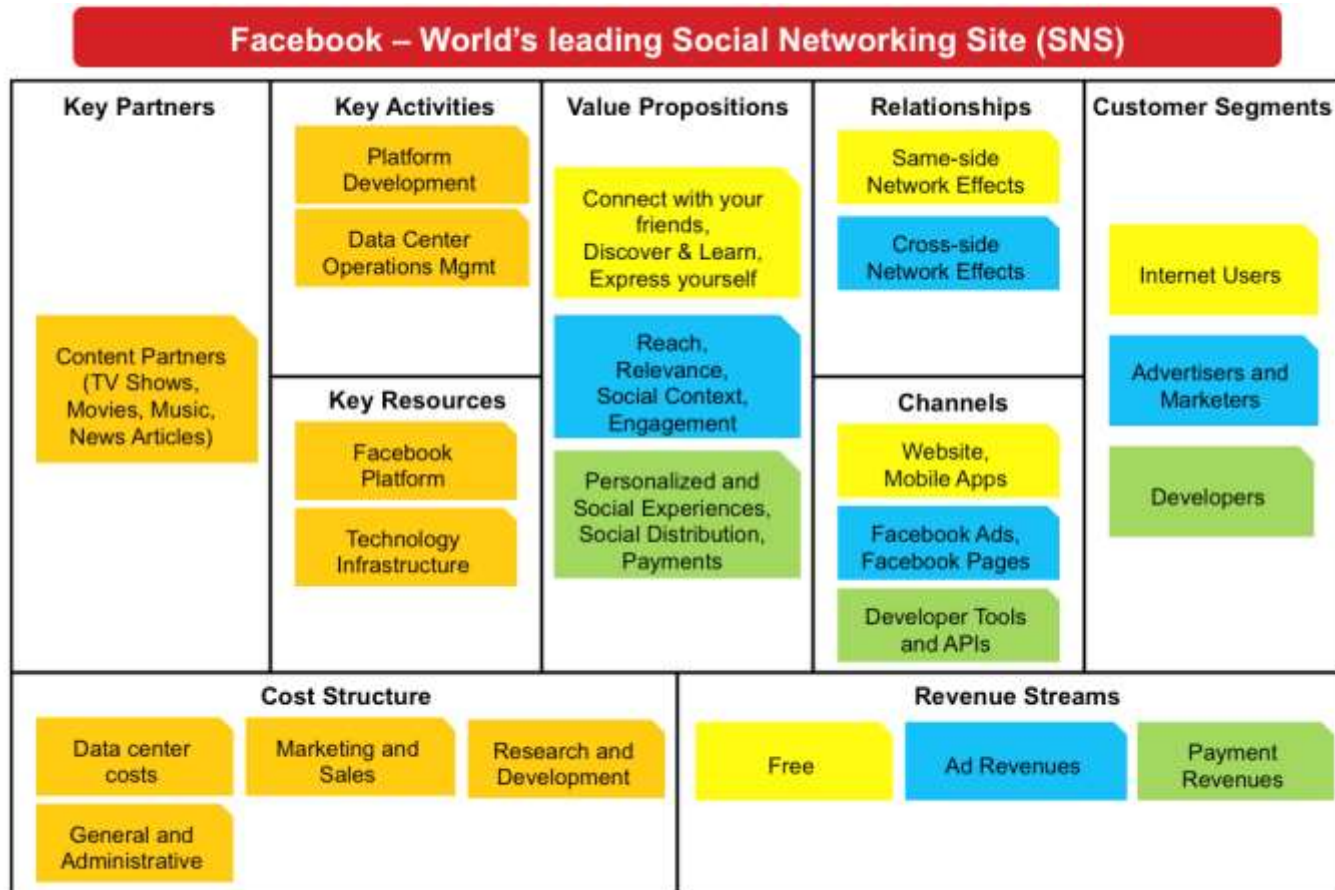 Facebook – World's leading Social Networking Site (SNS)
Key Partners
Content Partners
(TV Shows,
Movies, Music,
News Articles)
Key Activities
Platform
Development
Data Center
Operations Mgmt
Key Resources
Facebook
Platform
Technology
Infrastructure
Value Propositions
Connect with your
friends,
Discover & Learn,
Express yourself
Reach,
Relevance,
Social Context,
Engagement
Personalized and
Social Experiences,
Social Distribution,
Payments
Relationships
Same-side
Network Effects
Cross-side
Network Effects
Channels
Website,
Mobile Apps
Facebook Ads,
Facebook Pages
Developer Tools
and APIs
Customer Segments
Internet Users
Advertisers and
Marketers
Developers
Cost Structure
Data center
costs
Marketing and
Sales
Research and
Development
General and
Administrative
Revenue Streams
Free
Ad Revenues
Payment
Revenues